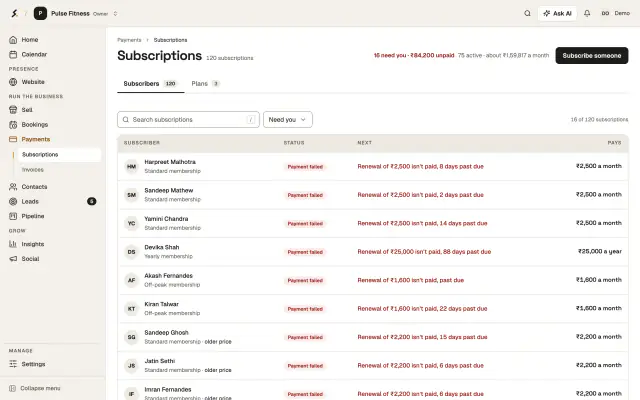 P Pulse Fitness Owner
Ask AI
DO Demo
Home
Calendar
PRESENCE
Website
RUN THE BUSINESS
Sell
Bookings
Payments
Subscriptions
Invoices
Contacts
Leads 5
Pipeline
GROW
Insights
Social
MANAGE
Settings
Collapse menu
Payments › Subscriptions
Subscriptions 120 subscriptions
16 need you · ₹84,200 unpaid 75 active · about ₹1,59,817 a month
Subscribe someone
Subscribers 120 Plans 3
Search subscriptions /
Need you
16 of 120 subscriptions
SUBSCRIBER STATUS NEXT PAYS
HM Harpreet Malhotra Payment failed Renewal of ₹2,500 isn't paid, 8 days past due ₹2,500 a month
Standard membership
SM Sandeep Mathew Payment failed Renewal of ₹2,500 isn't paid, 2 days past due ₹2,500 a month
Standard membership
YC Yamini Chandra Payment failed Renewal of ₹2,500 isn't paid, 14 days past due ₹2,500 a month
Standard membership
DS Devika Shah Payment failed Renewal of ₹25,000 isn't paid, 88 days past due ₹25,000 a year
Yearly membership
AF Akash Fernandes Payment failed Renewal of ₹1,600 isn't paid, past due ₹1,600 a month
Off-peak membership
KT Kiran Talwar Payment failed Renewal of ₹1,600 isn't paid, 22 days past due ₹1,600 a month
Off-peak membership
SG Sandeep Ghosh Payment failed Renewal of ₹2,200 isn't paid, 15 days past due ₹2,200 a month
Standard membership · older price
JS Jatin Sethi Payment failed Renewal of ₹2,200 isn't paid, 6 days past due ₹2,200 a month
Standard membership · older price
IF Imran Fernandes Payment failed Renewal of ₹2,200 isn't paid, 6 days past due ₹2,200 a month